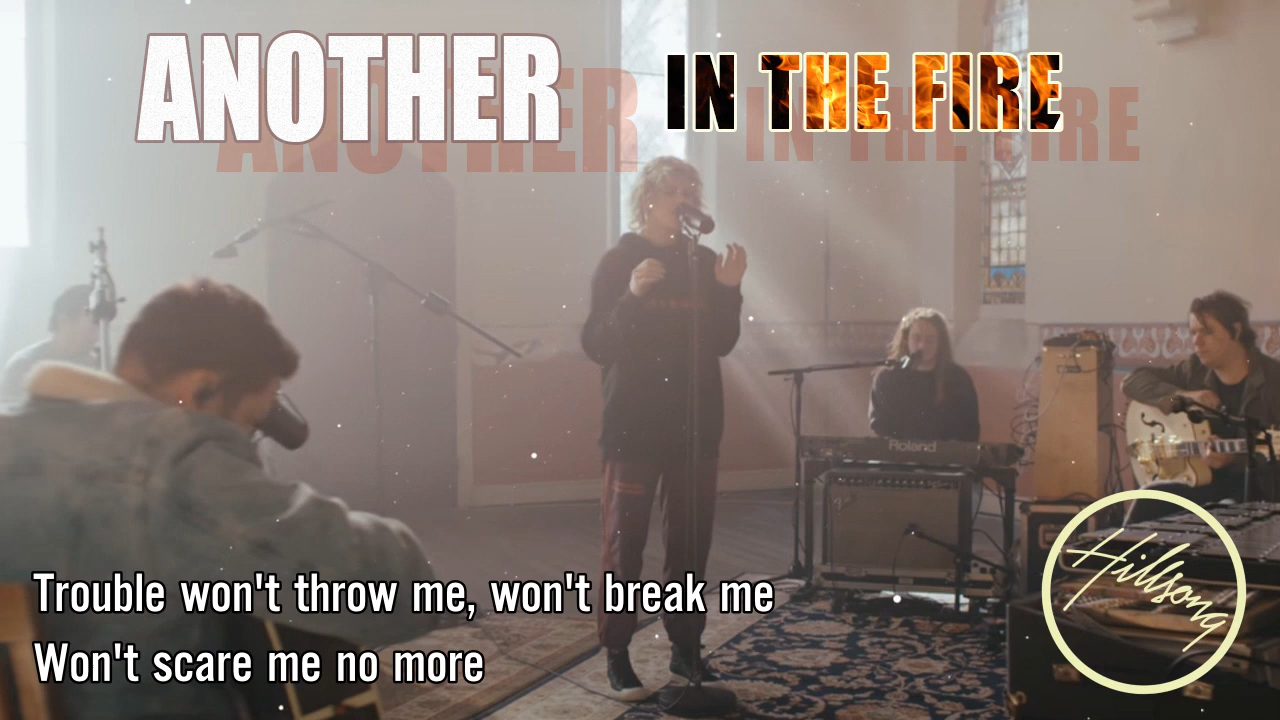 ANOTHER IN THE FIRE
Roland
Trouble won't throw me, won't break me
Won't scare me no more
Hillsong